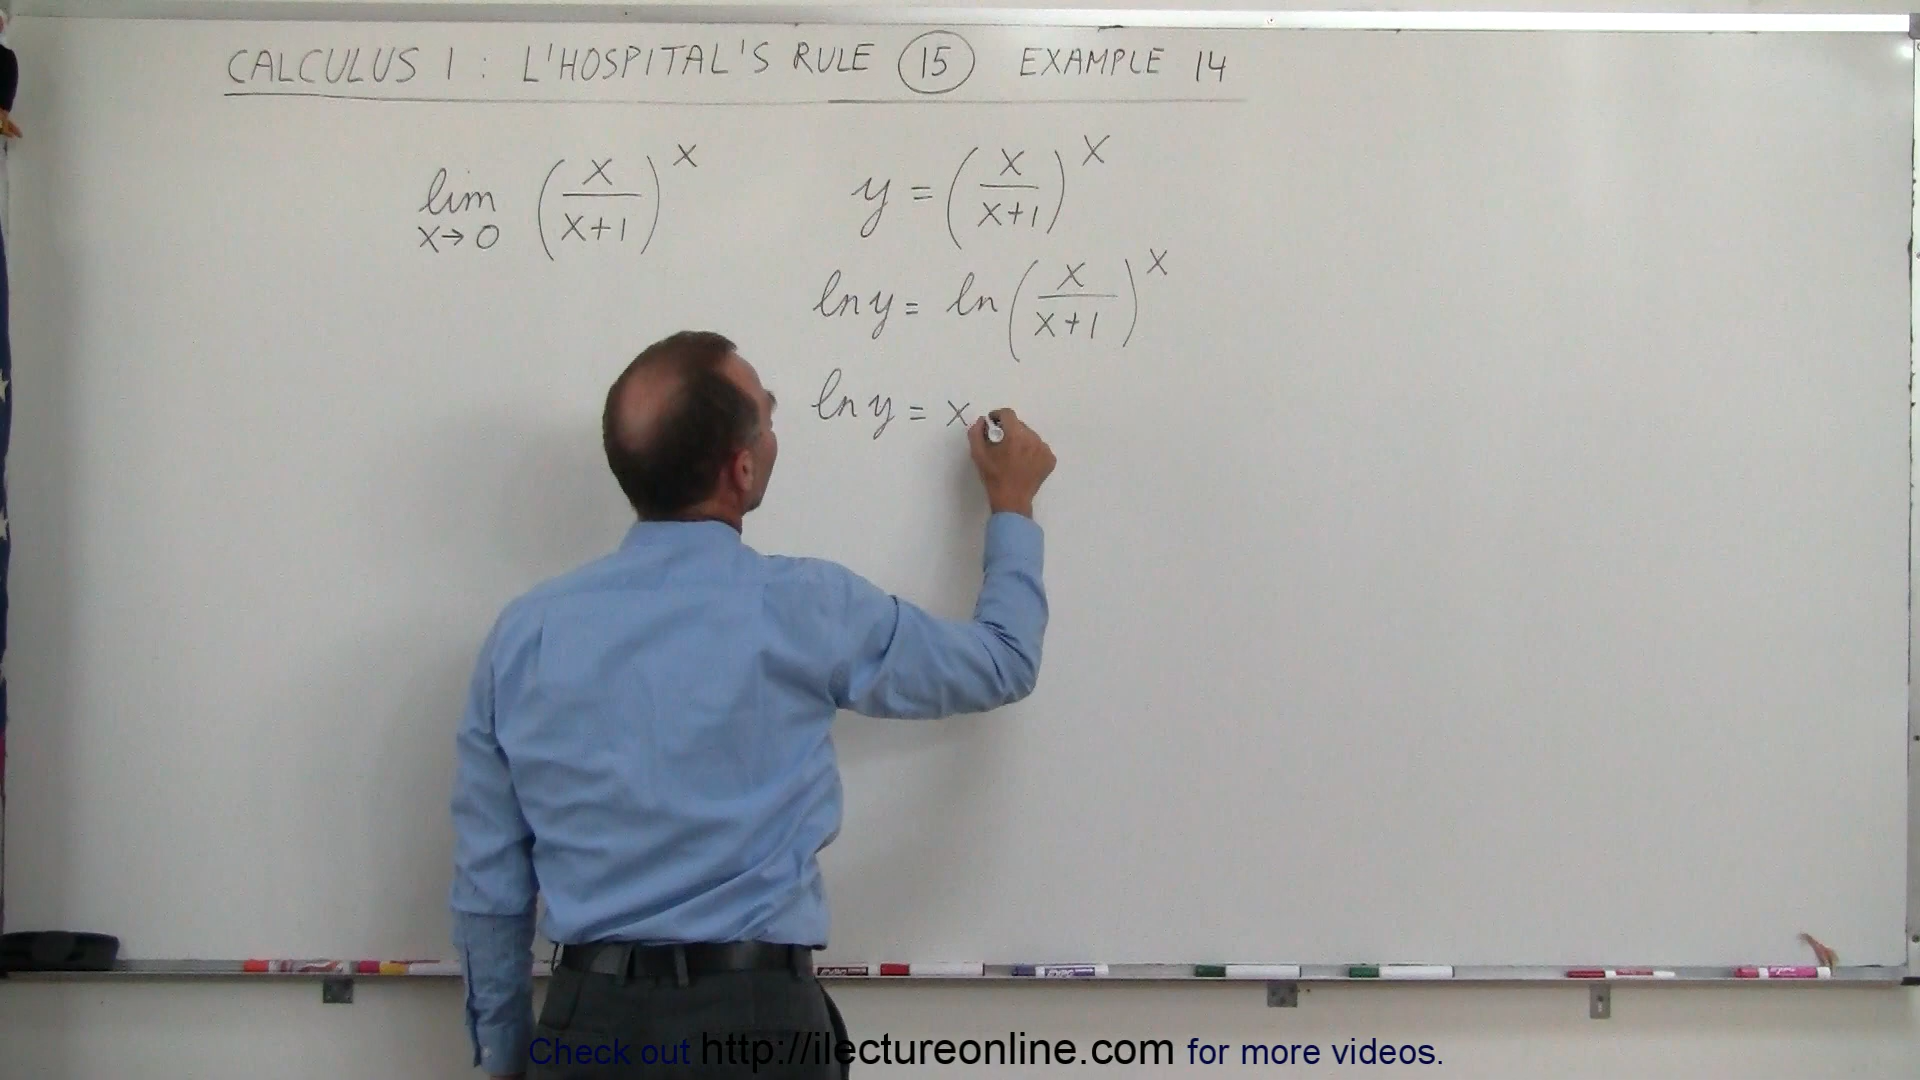 CALCULUS 1 : L'HOSPITAL'S RULE 15 EXAMPLE 14
lim x→0 (x/(x+1))^x
y = (x/(x+1))^x
ln y = ln (x/(x+1))^x
ln y = x
Check out http://ilectureonline.com for more videos.